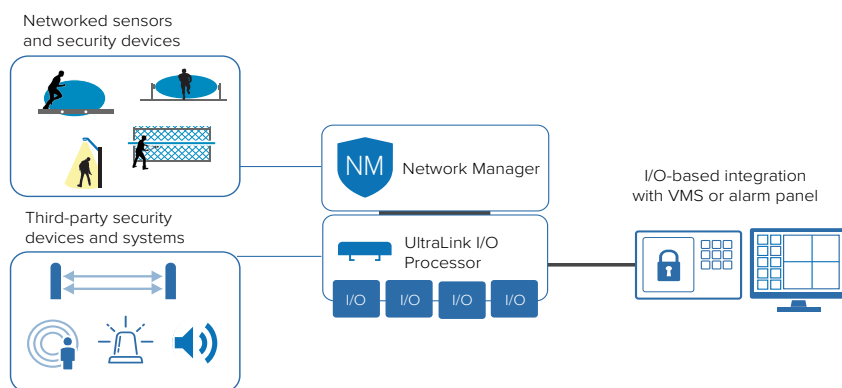 Networked sensors
and security devices
NM
Network Manager
I/O-based integration
with VMS or alarm panel
Third-party security
devices and systems
UltraLink I/O
Processor
I/O
I/O
I/O
I/O